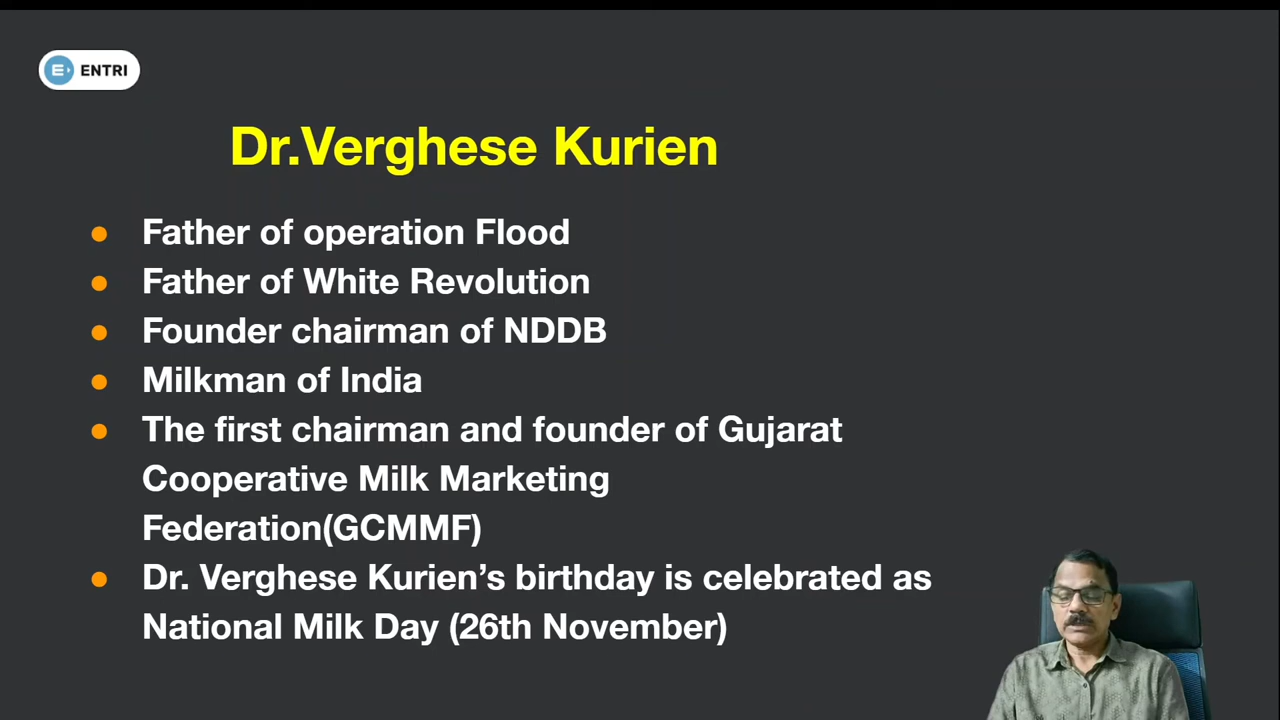 ENTRI
Dr.Verghese Kurien
● Father of operation Flood
● Father of White Revolution
● Founder chairman of NDDB
● Milkman of India
● The first chairman and founder of Gujarat
Cooperative Milk Marketing
Federation(GCMMF)
● Dr. Verghese Kurien’s birthday is celebrated as
National Milk Day (26th November)